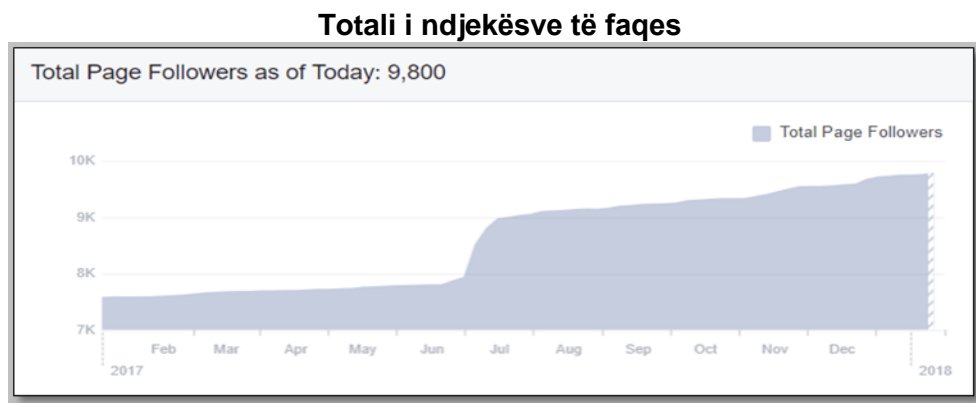 Totali i ndjekësve të faqes
Total Page Followers as of Today: 9,800
Total Page Followers
10K
9K
8K
7K
Feb Mar Apr May Jun Jul Aug Sep Oct Nov Dec
2017 2018